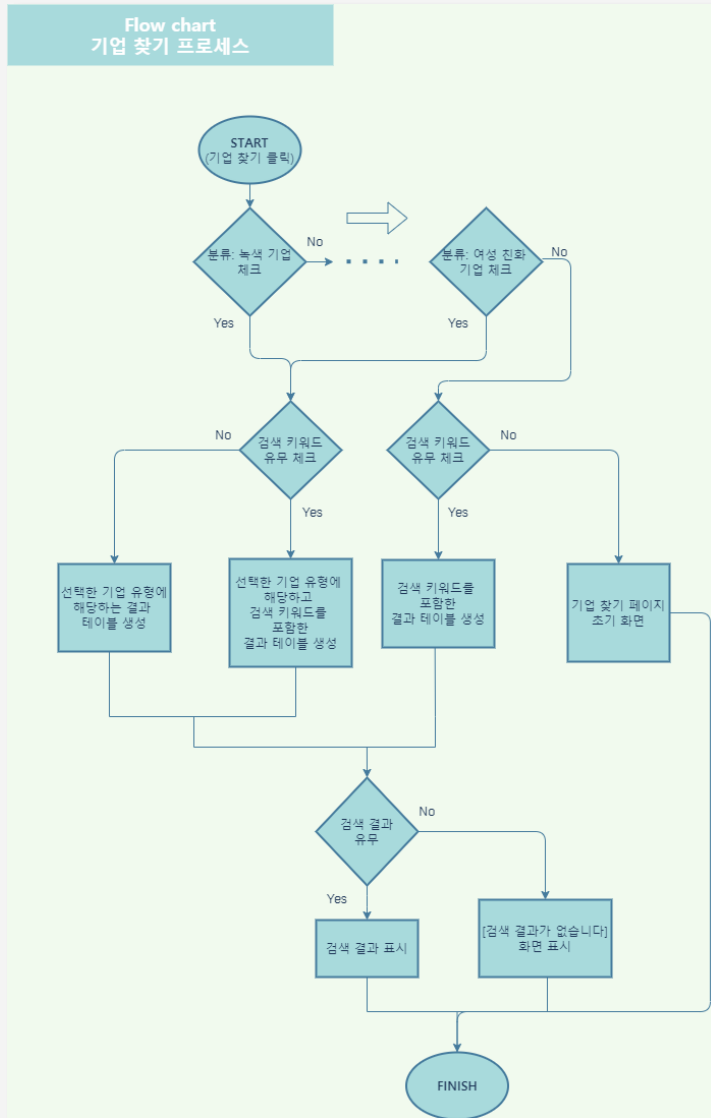 Flow chart
기업 찾기 프로세스
START
(기업 찾기 클릭)
분류: 녹색 기업
체크
No
분류: 여성 친화
기업 체크
No
Yes
Yes
No
검색 키워드
유무 체크
검색 키워드
유무 체크
No
Yes
Yes
선택한 기업 유형에
해당하는 결과
테이블 생성
선택한 기업 유형에
해당하고
검색 키워드를
포함한
결과 테이블 생성
검색 키워드를
포함한
결과 테이블 생성
기업 찾기 페이지
초기 화면
검색 결과
유무
No
Yes
검색 결과 표시
[검색 결과가 없습니다]
화면 표시
FINISH